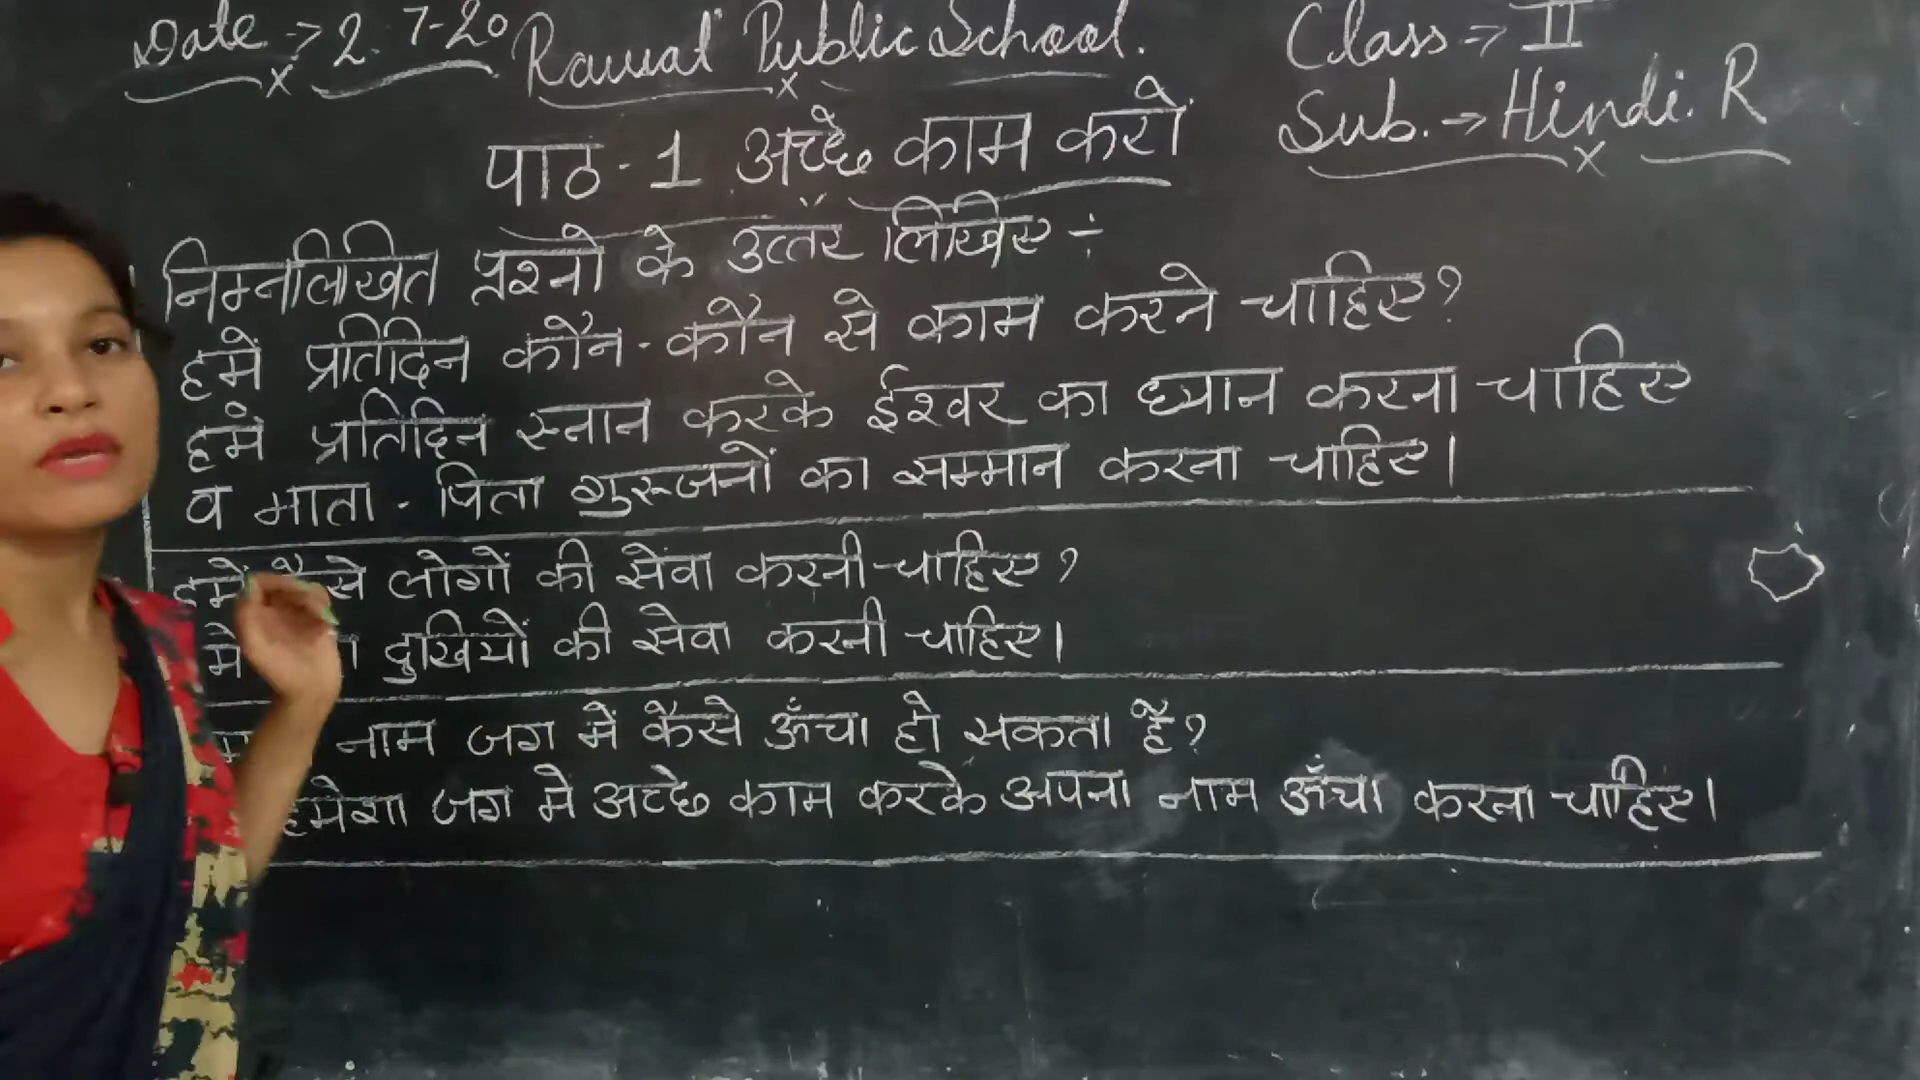 Date → 2.7-20 Rawat Public School. Class → II
Sub. → Hindi. R
पाठ - 1 अच्छे काम करो
निम्नलिखित प्रश्नो के उत्तर लिखिए ÷
हमें प्रतिदिन कौन - कौन से काम करने चाहिए?
हमे प्रतिदिन स्नान करके ईश्वर का ध्यान करना चाहिए
व माता - पिता गुरूजनों का सम्मान करना चाहिए।
हमें कैसे लोगों की सेवा करनी चाहिए?
दुखियों की सेवा करनी चाहिए।
नाम जग में कैसे ऊँचा हो सकता है?
हमेशा जग मे अच्छे काम करके अपना नाम ऊँचा करना चाहिए।